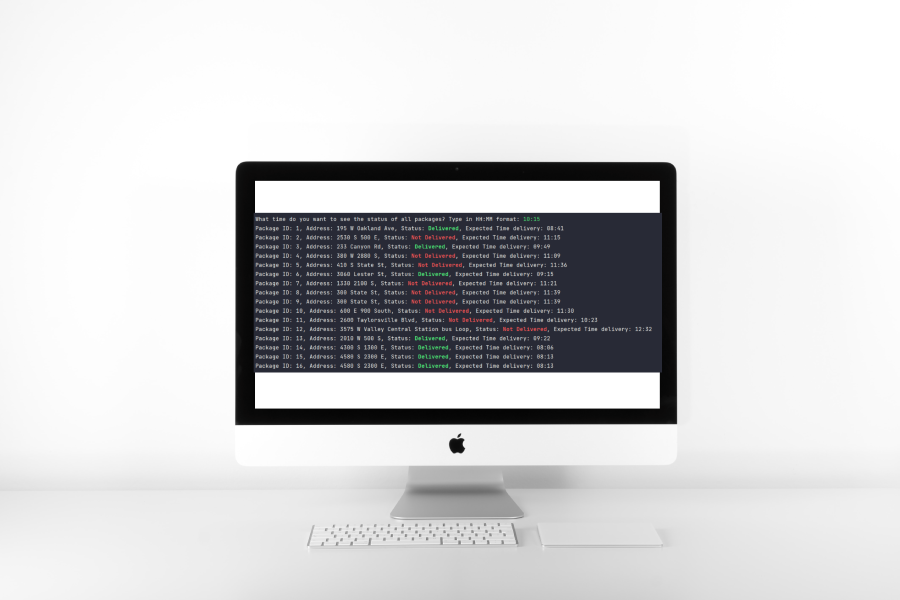 What time do you want to see the status of all packages? Type in HH:MM format: 10:15
Package ID: 1, Address: 195 W Oakland Ave, Status: Delivered, Expected Time delivery: 08:41
Package ID: 2, Address: 2530 S 500 E, Status: Not Delivered, Expected Time delivery: 11:15
Package ID: 3, Address: 233 Canyon Rd, Status: Delivered, Expected Time delivery: 09:49
Package ID: 4, Address: 380 W 2880 S, Status: Not Delivered, Expected Time delivery: 11:09
Package ID: 5, Address: 410 S State St, Status: Not Delivered, Expected Time delivery: 11:36
Package ID: 6, Address: 3060 Lester St, Status: Delivered, Expected Time delivery: 09:15
Package ID: 7, Address: 1330 2100 S, Status: Not Delivered, Expected Time delivery: 11:21
Package ID: 8, Address: 300 State St, Status: Not Delivered, Expected Time delivery: 11:39
Package ID: 9, Address: 300 State St, Status: Not Delivered, Expected Time delivery: 11:39
Package ID: 10, Address: 600 E 900 South, Status: Not Delivered, Expected Time delivery: 11:30
Package ID: 11, Address: 2600 Taylorsville Blvd, Status: Not Delivered, Expected Time delivery: 10:23
Package ID: 12, Address: 3575 W Valley Central Station bus Loop, Status: Not Delivered, Expected Time delivery: 12:32
Package ID: 13, Address: 2010 W 500 S, Status: Delivered, Expected Time delivery: 09:22
Package ID: 14, Address: 4300 S 1300 E, Status: Delivered, Expected Time delivery: 08:06
Package ID: 15, Address: 4580 S 2300 E, Status: Delivered, Expected Time delivery: 08:13
Package ID: 16, Address: 4580 S 2300 E, Status: Delivered, Expected Time delivery: 08:13